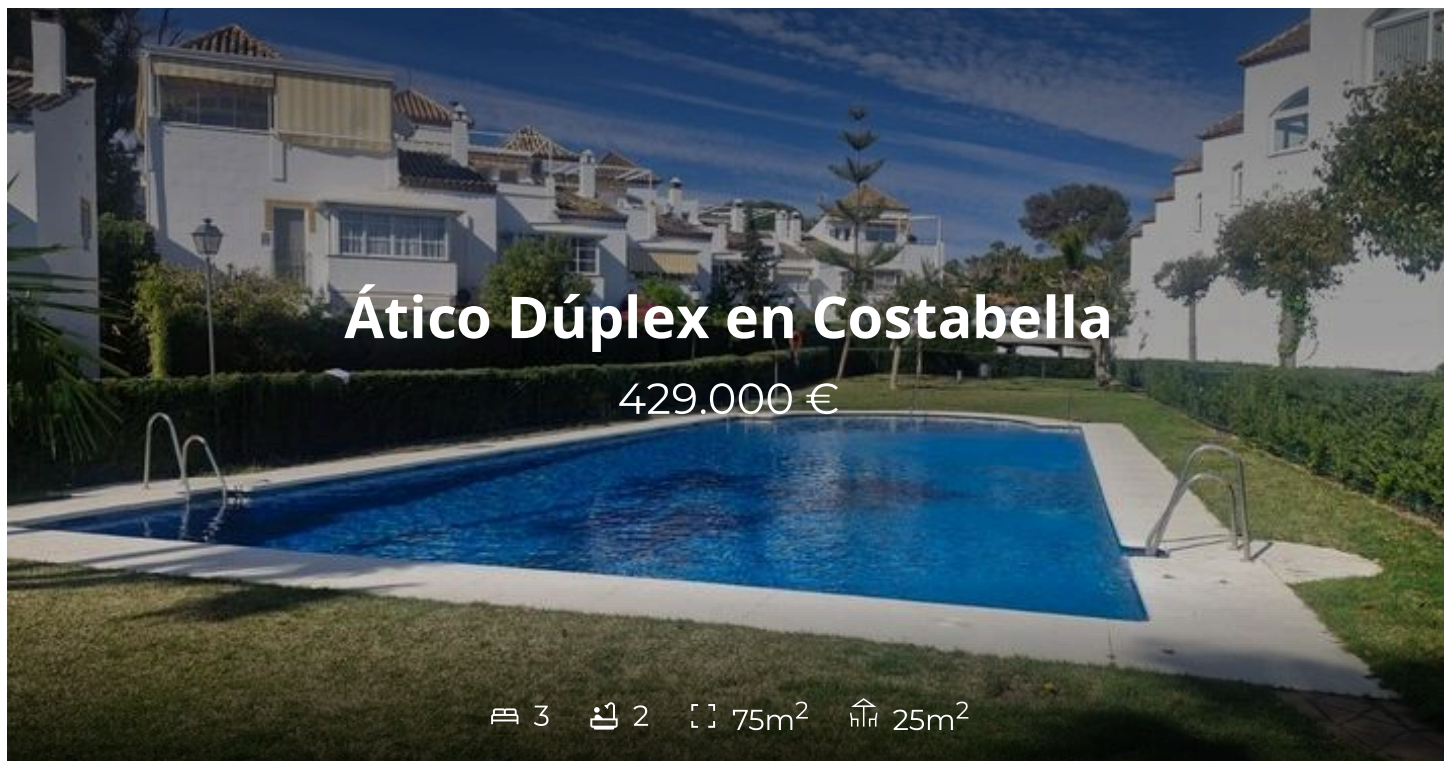 Ático Dúplex en Costabella
429.000 €
3 2 75m² 25m²